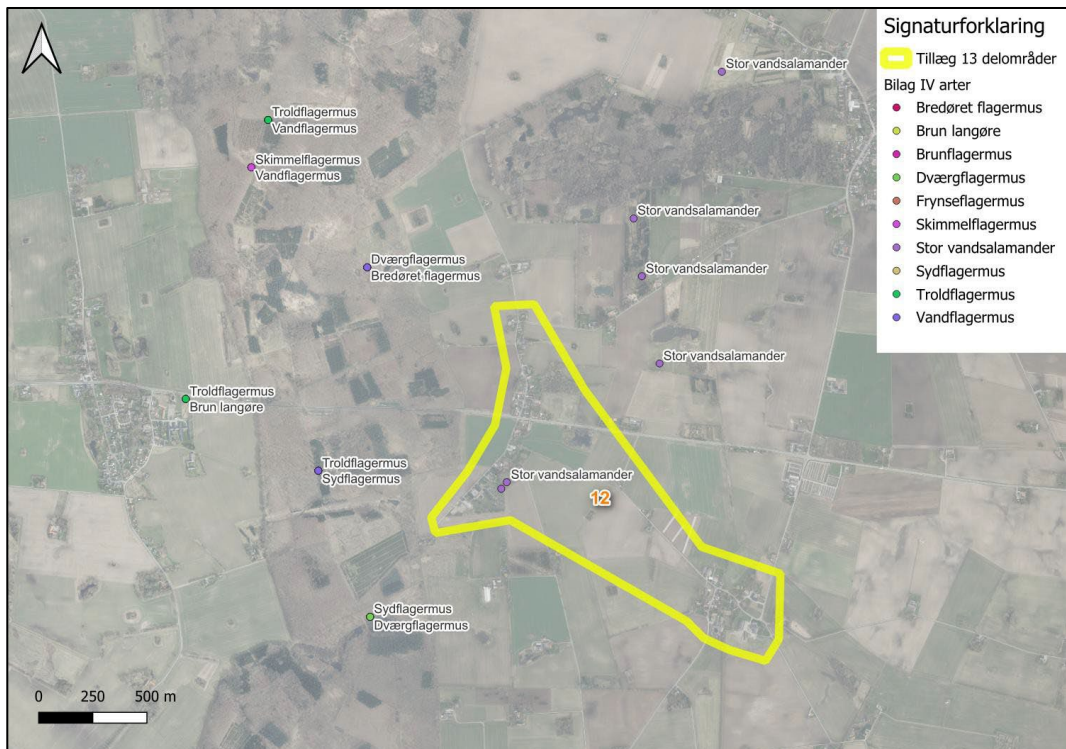 Signaturforklaring
Tillæg 13 delområder
Bilag IV arter
Bredøret flagermus
Brun langøre
Brunflagermus
Dværgflagermus
Frynseflagermus
Skimmelflagermus
Stor vandsalamander
Sydflagermus
Troldflagermus
Vandflagermus
Stor vandsalamander
Troldflagermus
Vandflagermus
Skimmelflagermus
Vandflagermus
Stor vandsalamander
Dværgflagermus
Bredøret flagermus
Stor vandsalamander
Stor vandsalamander
Troldflagermus
Brun langøre
Troldflagermus
Sydflagermus
Stor vandsalamander
12
Sydflagermus
Dværgflagermus
0 250 500 m